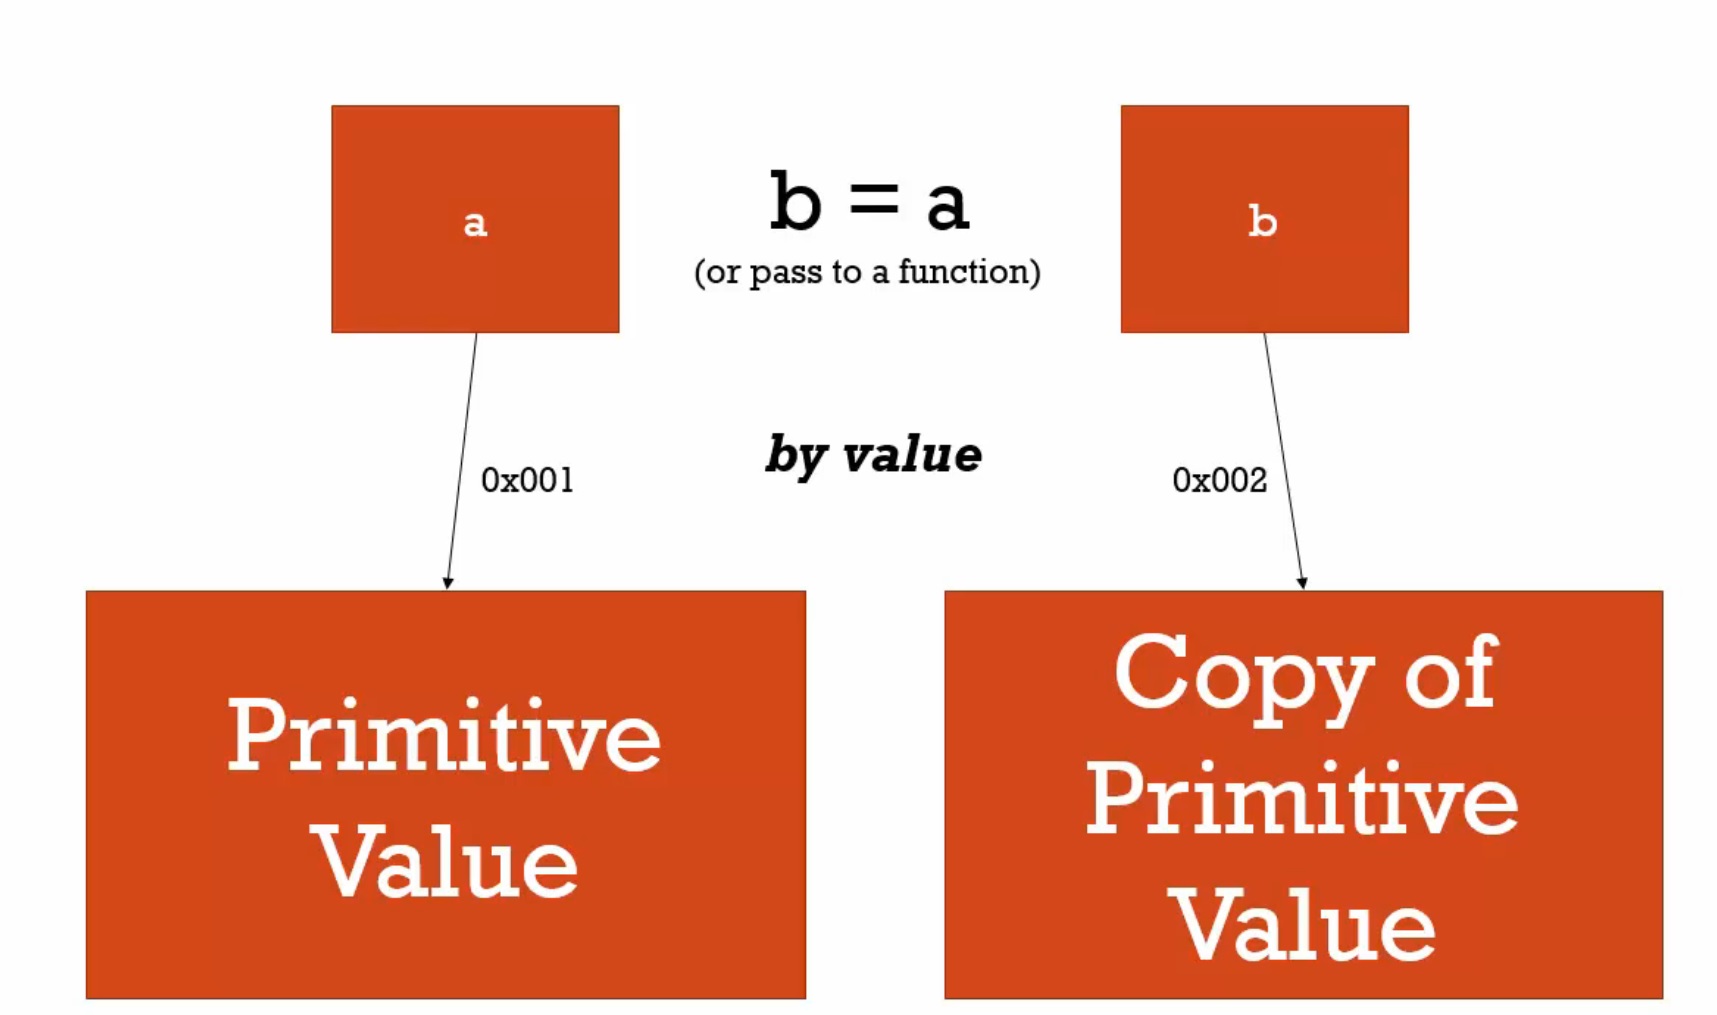 a
b = a
(or pass to a function)
b
by value
0x001
0x002
Primitive
Value
Copy of
Primitive
Value